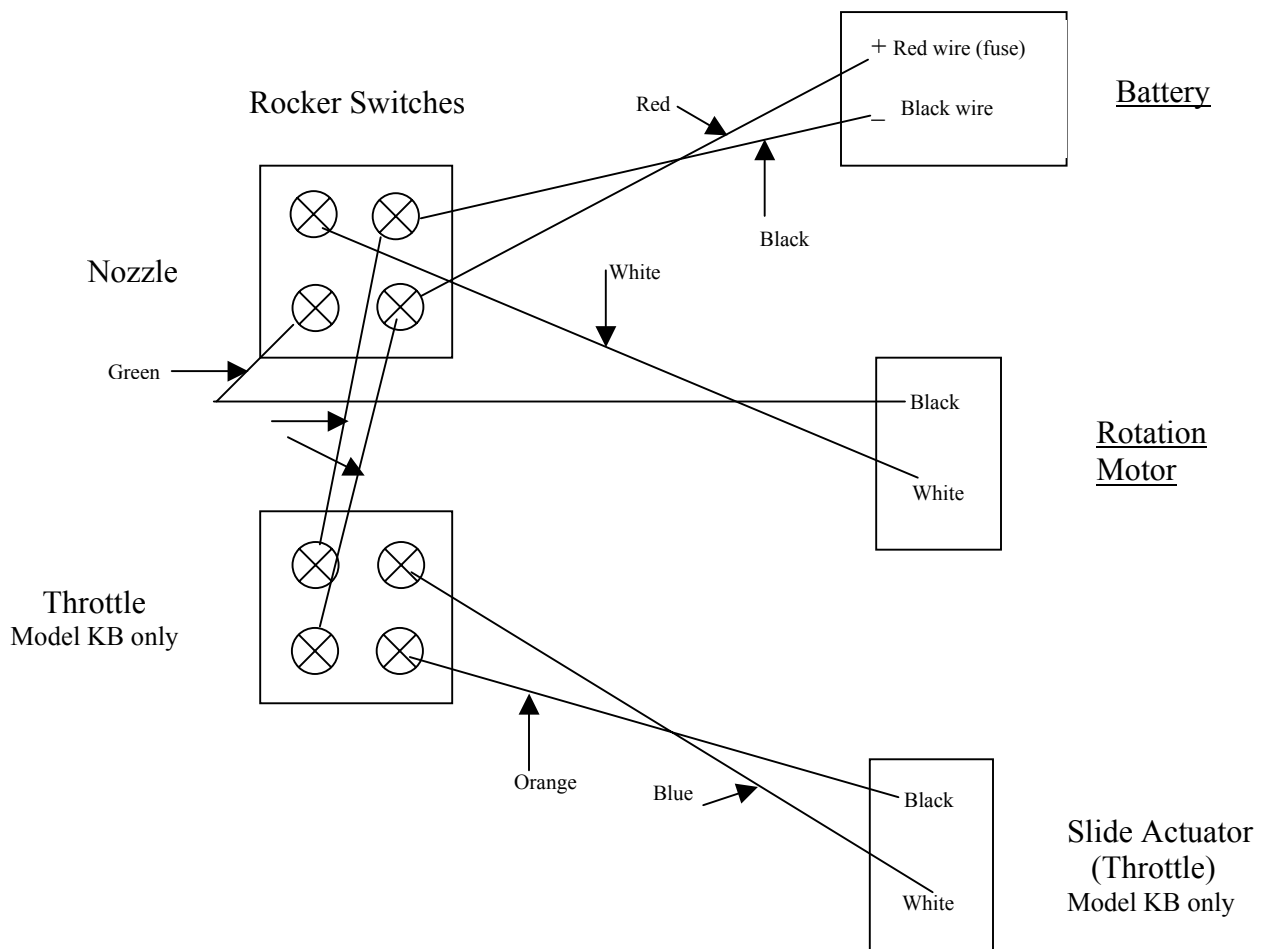 + Red wire (fuse)
Battery
Rocker Switches
Red
– Black wire
Black
Nozzle
White
Green
Black
Rotation
Motor
White
Throttle
Model KB only
Orange
Blue
Black
Slide Actuator
(Throttle)
Model KB only
White